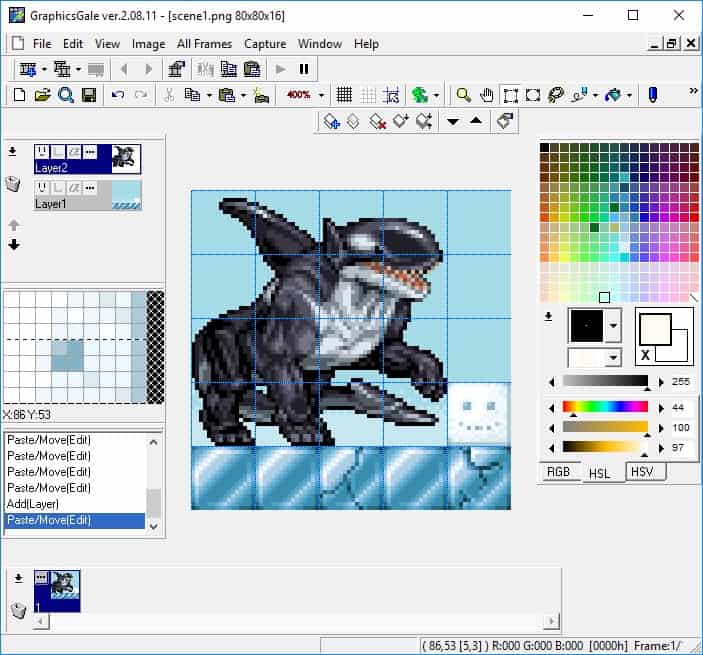 GraphicsGale ver.2.08.11 - [scene1.png 80x80x16]
File Edit View Image All Frames Capture Window Help
400%
Layer2
Layer1
X:86 Y:53
Paste/Move(Edit)
Paste/Move(Edit)
Paste/Move(Edit)
Paste/Move(Edit)
Add(Layer)
Paste/Move(Edit)
X
255
44
100
97
RGB HSL HSV
1
( 86,53 [5,3] ) R:000 G:000 B:000 [0000h] Frame:1/